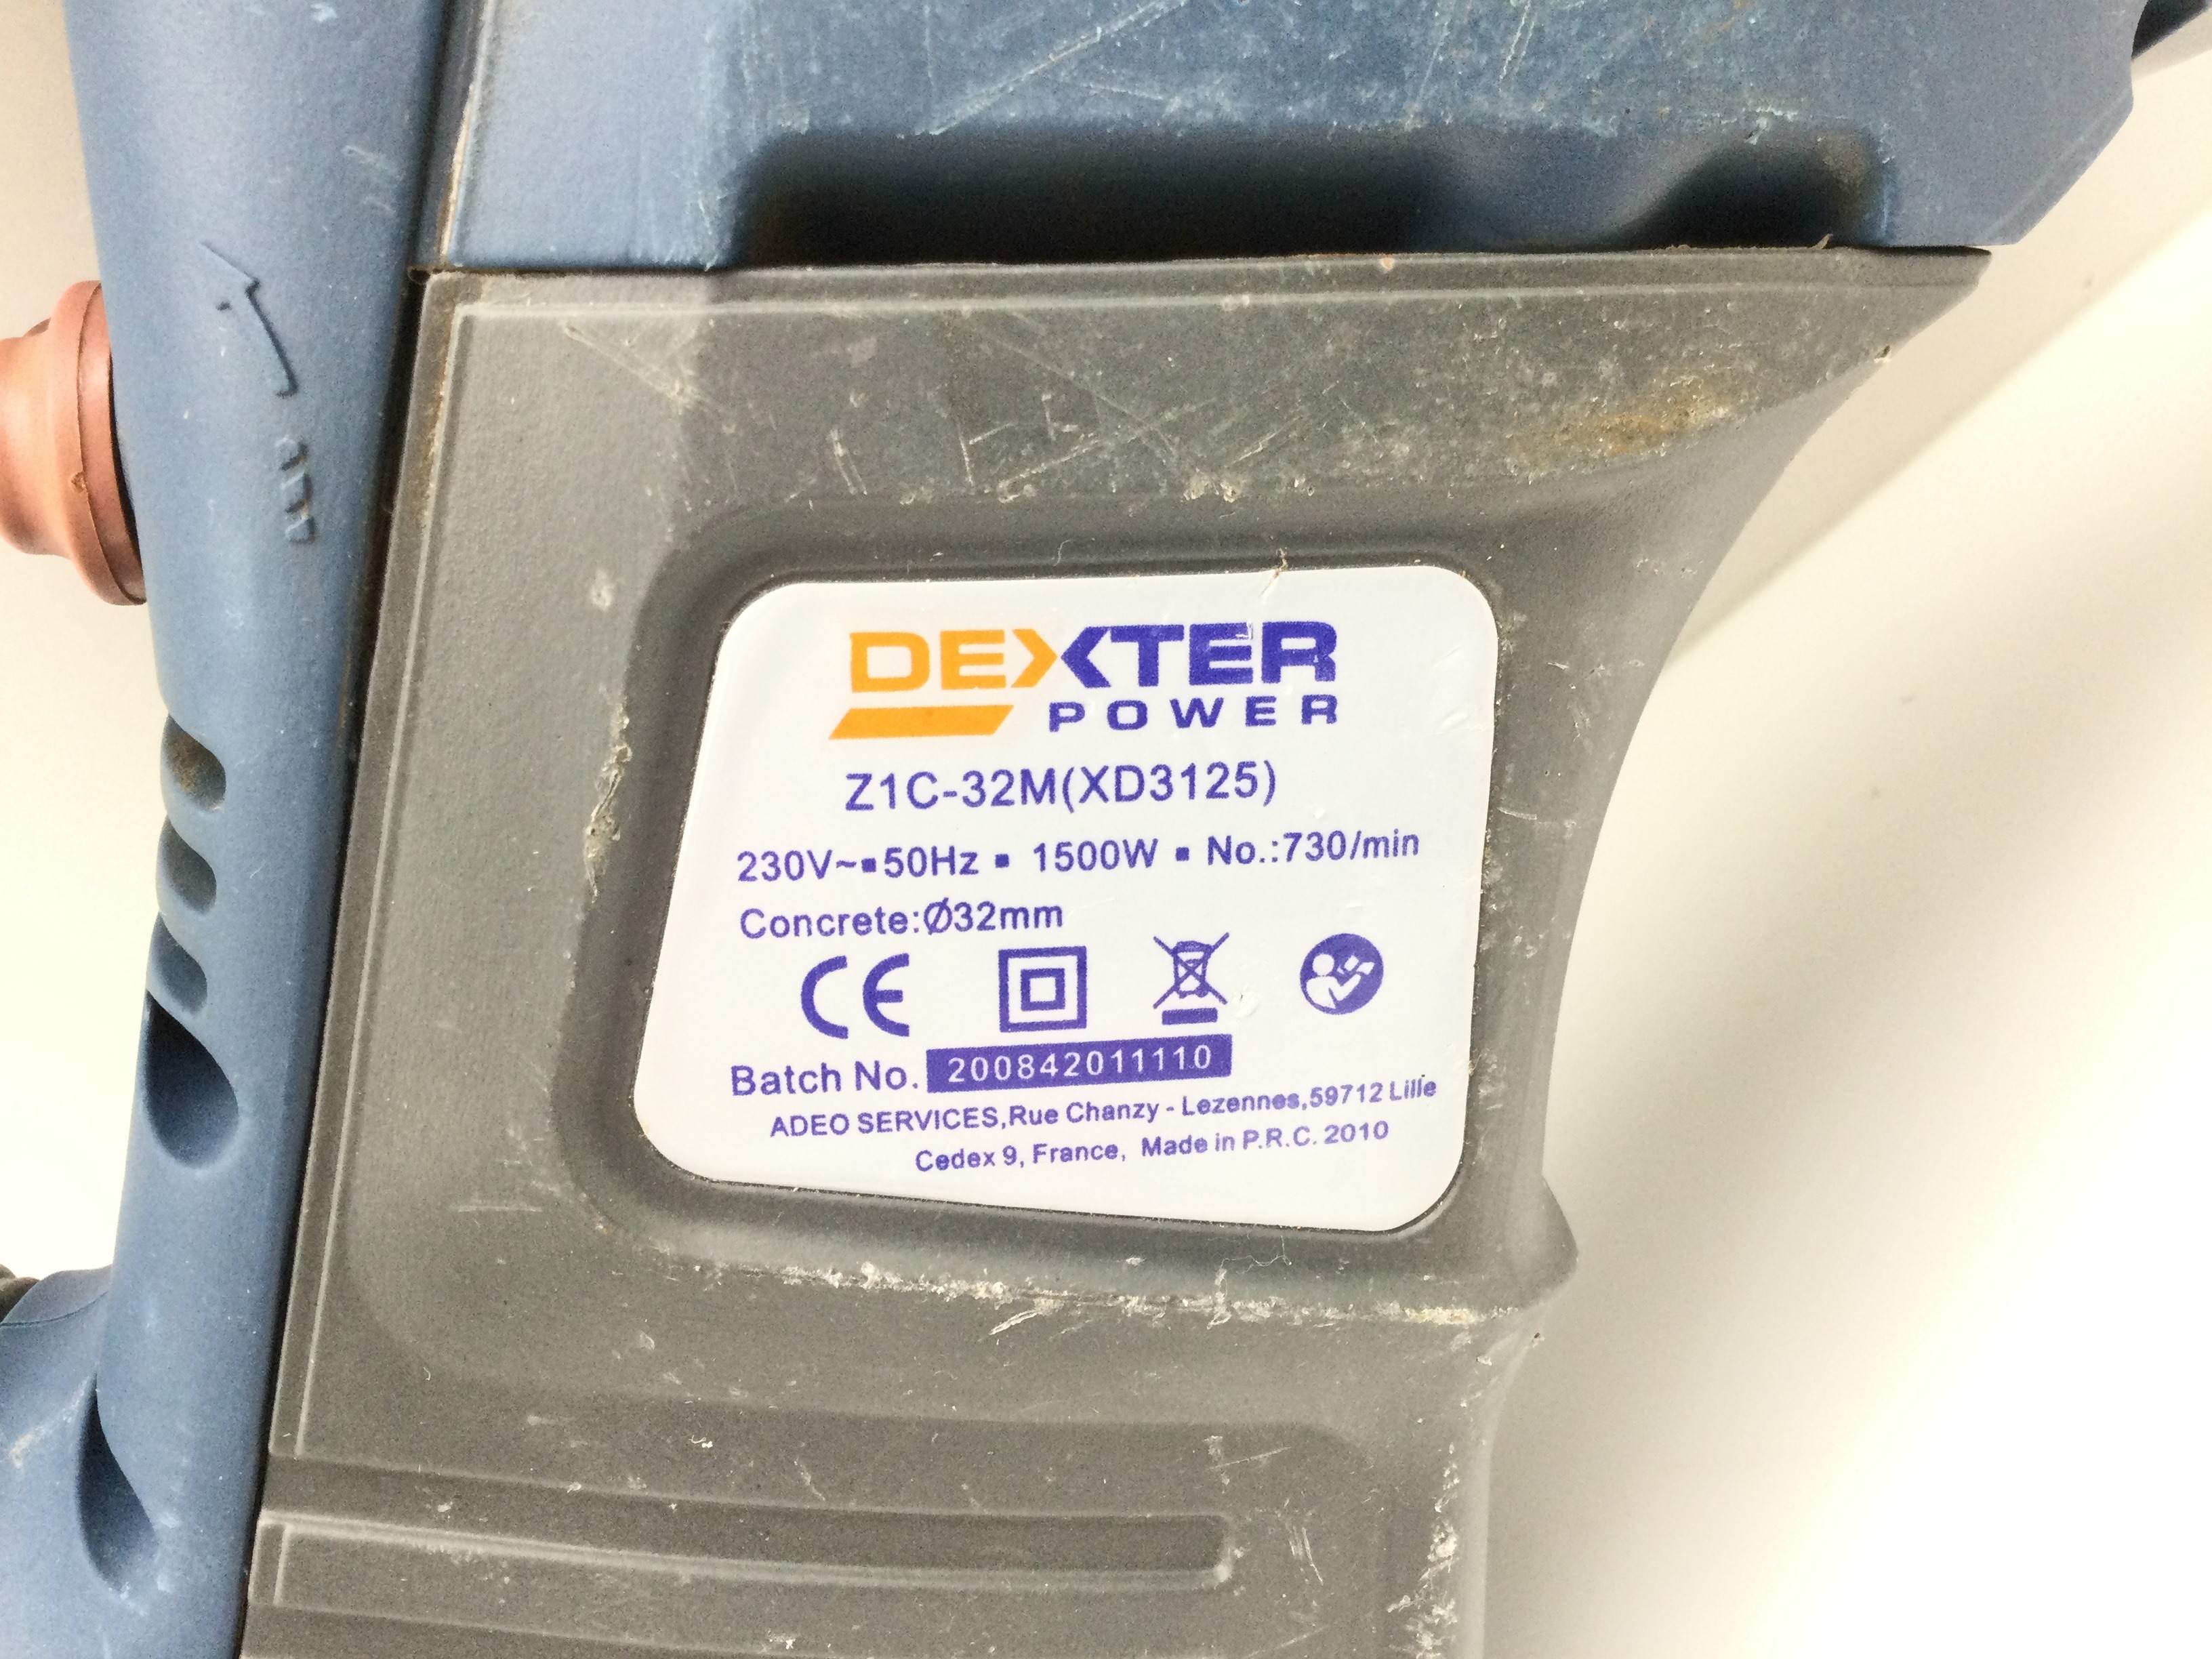 DEXTER
POWER
Z1C-32M(XD3125)
230V~▪50Hz ▪ 1500W ▪ No.:730/min
Concrete:Ø32mm
CE
Batch No. 200842011110
ADEO SERVICES,Rue Chanzy - Lezennes,59712 Lille
Cedex 9, France, Made in P.R.C. 2010